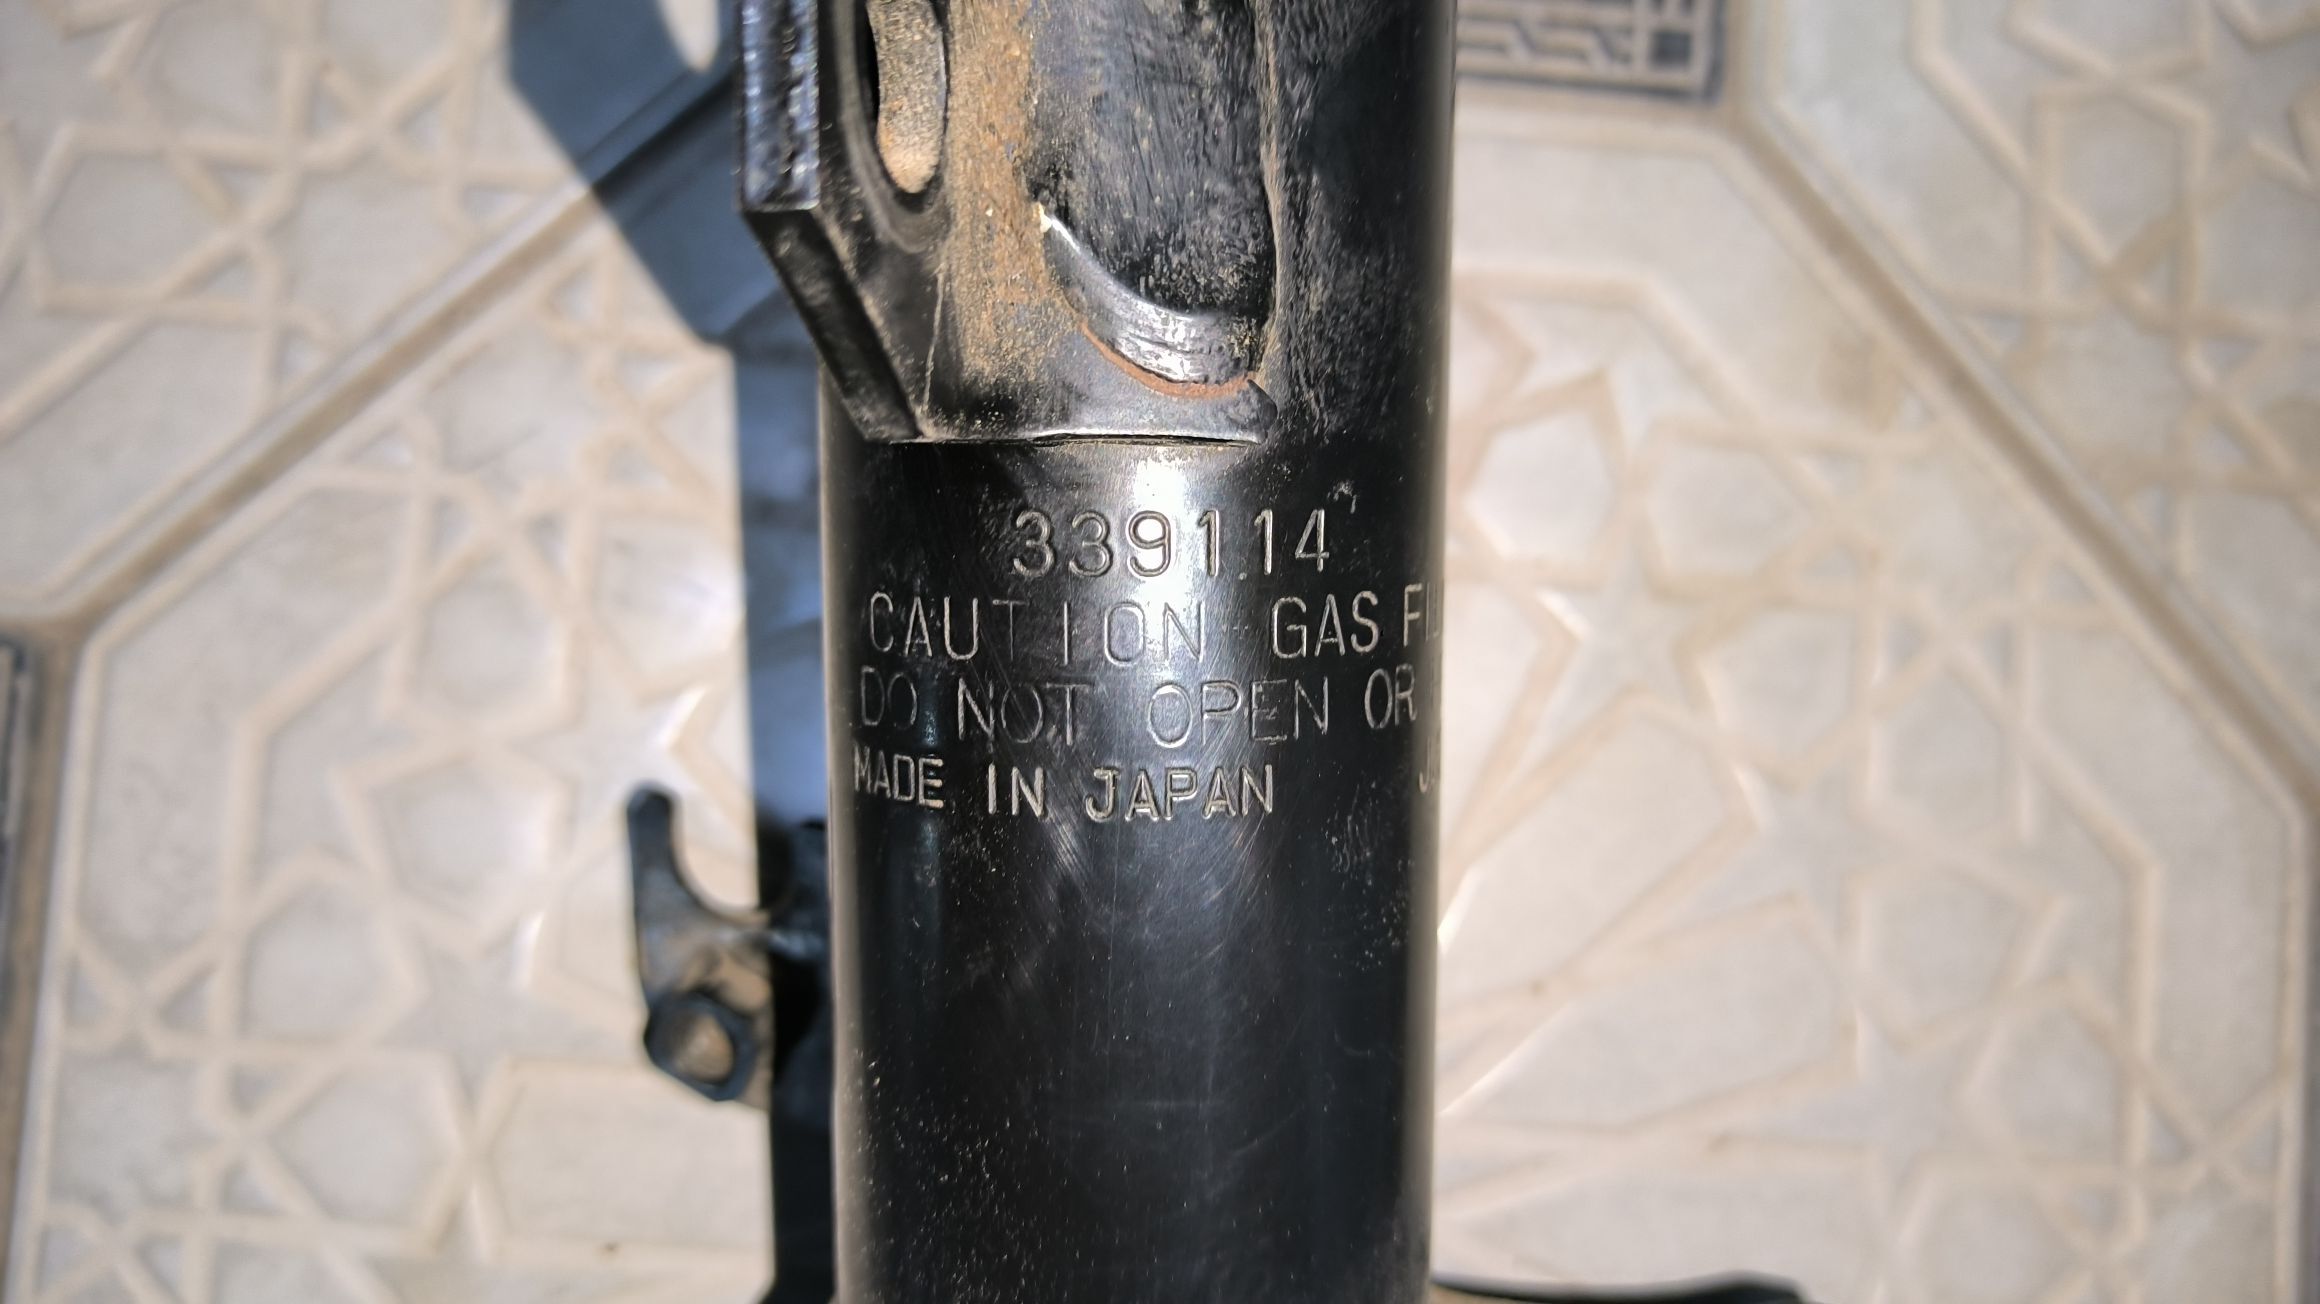 339114
CAUTION GAS
DO NOT OPEN OR
MADE IN JAPAN